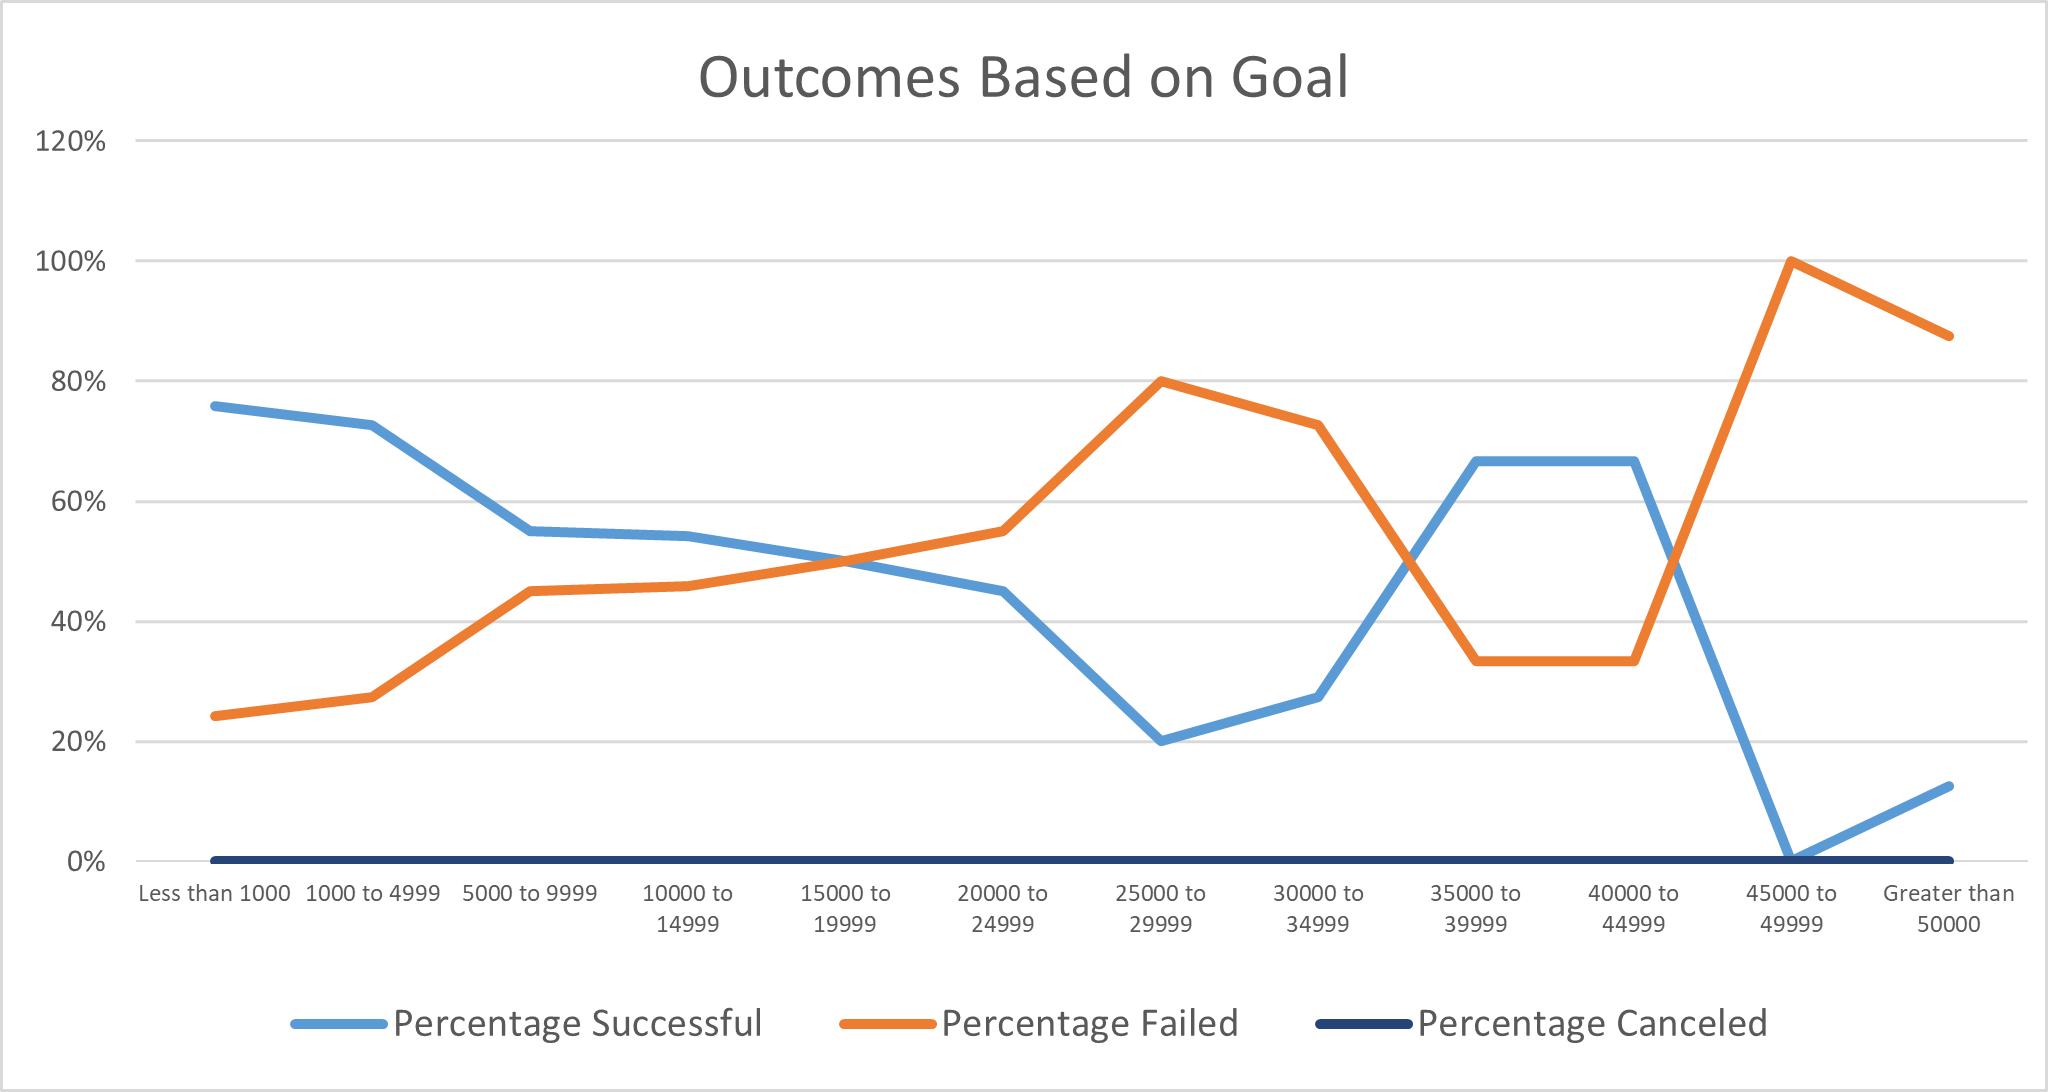 Outcomes Based on Goal
120%
100%
80%
60%
40%
20%
0%
Less than 1000
1000 to 4999
5000 to 9999
10000 to
14999
15000 to
19999
20000 to
24999
25000 to
29999
30000 to
34999
35000 to
39999
40000 to
44999
45000 to
49999
Greater than
50000
Percentage Successful
Percentage Failed
Percentage Canceled